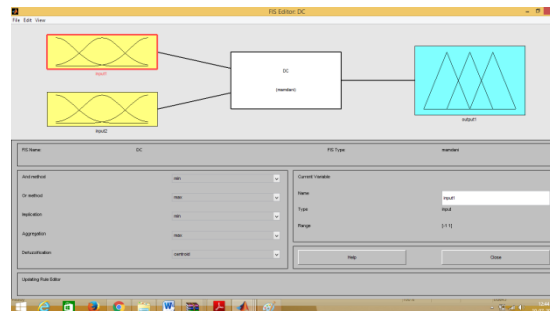 FIS Editor: DC
File Edit View
input1
DC
(mamdani)
input2
output1
FIS Name: DC FIS Type: mamdani
And method min
Or method max
Implication min
Aggregation max
Defuzzification centroid
Current Variable
Name input1
Type input
Range [-1 1]
Help Close
Updating Rule Editor